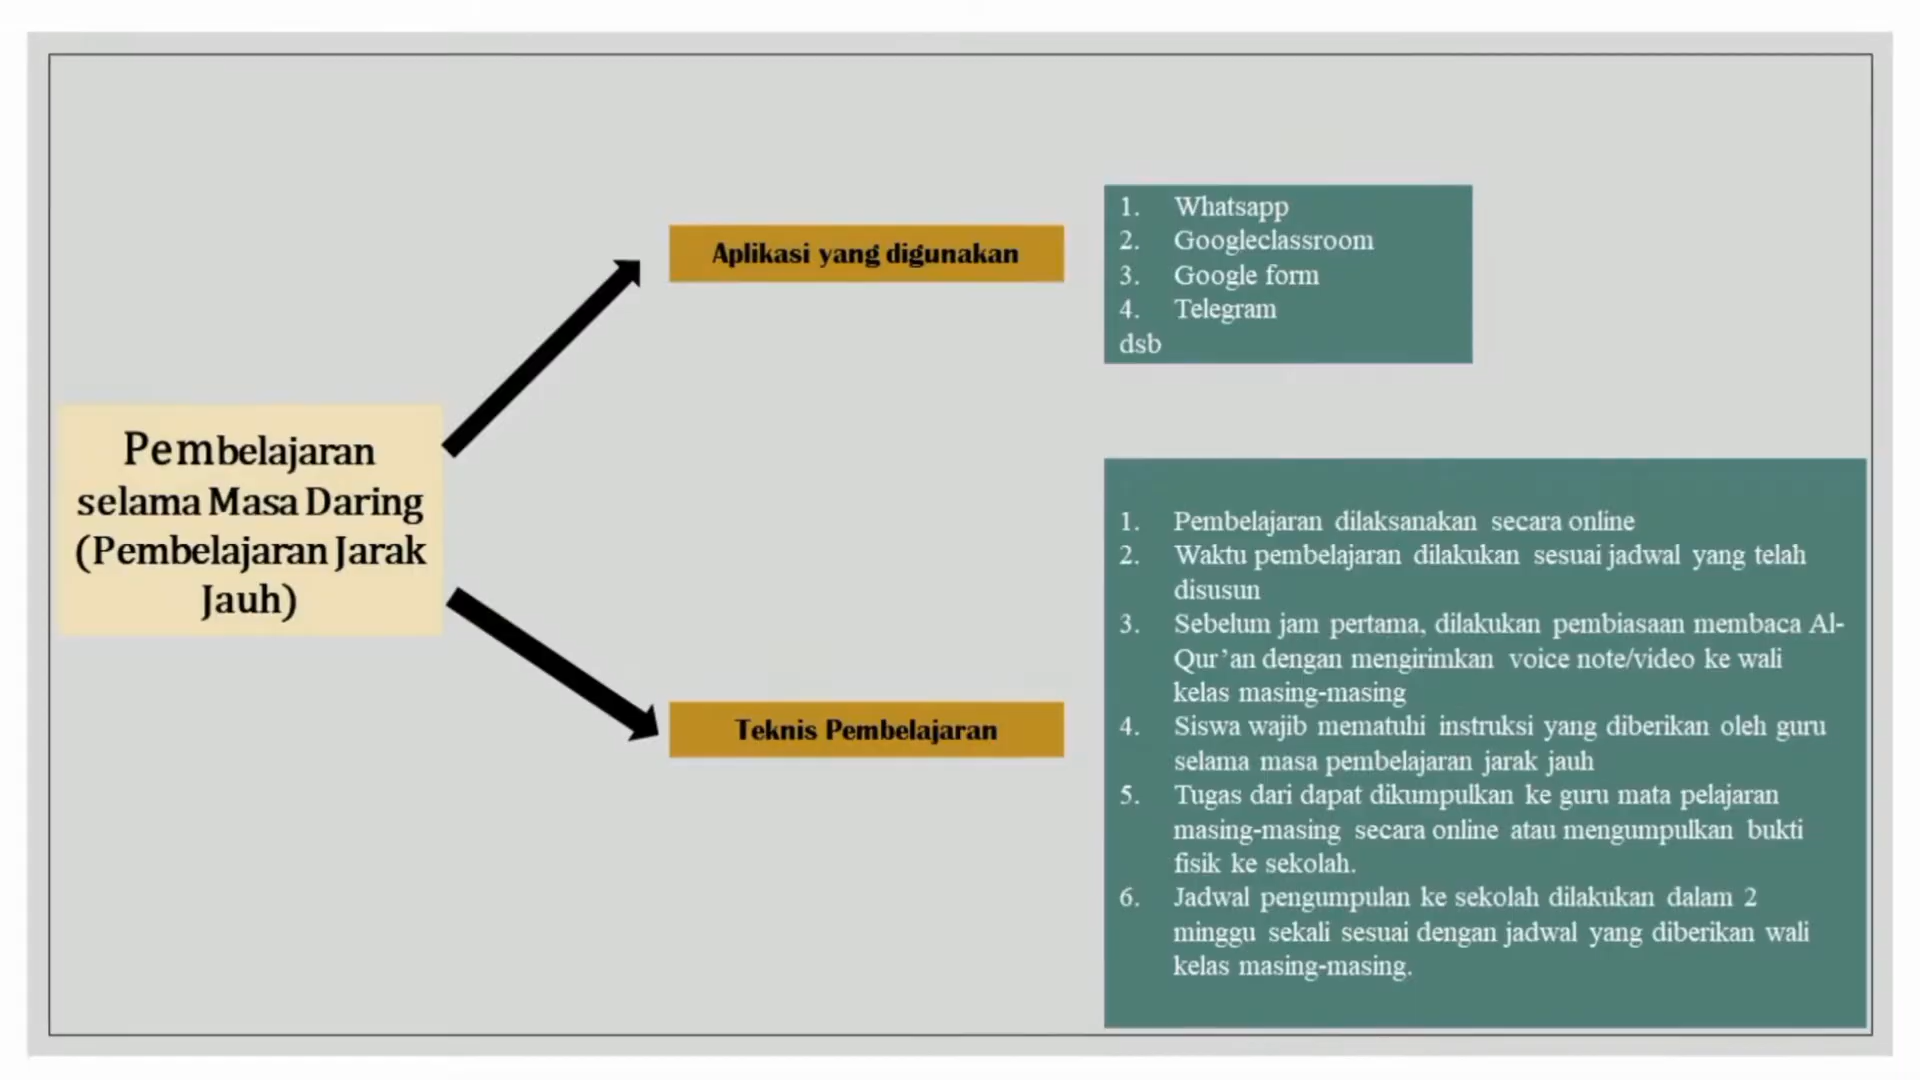 Pembelajaran
selama Masa Daring
(Pembelajaran Jarak
Jauh)
Aplikasi yang digunakan
1. Whatsapp
2. Googleclassroom
3. Google form
4. Telegram
dsb
Teknis Pembelajaran
1. Pembelajaran dilaksanakan secara online
2. Waktu pembelajaran dilakukan sesuai jadwal yang telah
disusun
3. Sebelum jam pertama, dilakukan pembiasaan membaca Al-
Qur’an dengan mengirimkan voice note/video ke wali
kelas masing-masing
4. Siswa wajib mematuhi instruksi yang diberikan oleh guru
selama masa pembelajaran jarak jauh
5. Tugas dari dapat dikumpulkan ke guru mata pelajaran
masing-masing secara online atau mengumpulkan bukti
fisik ke sekolah.
6. Jadwal pengumpulan ke sekolah dilakukan dalam 2
minggu sekali sesuai dengan jadwal yang diberikan wali
kelas masing-masing.